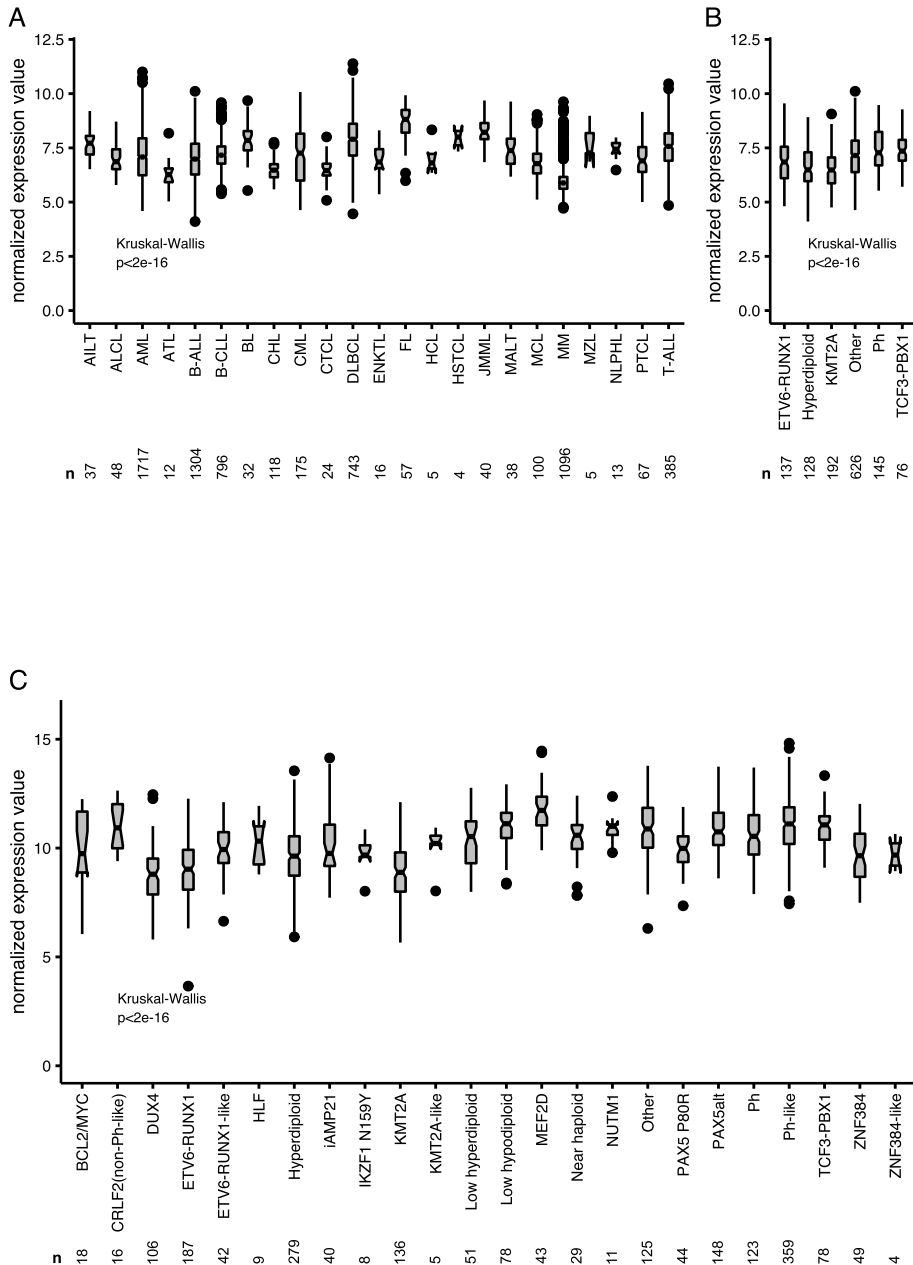 A
normalized expression value
12.5
10.0
7.5
5.0
2.5
0.0
Kruskal-Wallis
p<2e-16
AILT
ALCL
AML
ATL
B-ALL
B-CLL
BL
CHL
CML
CTCL
DLBCL
ENKTL
FL
HCL
HSTCL
JMML
MALT
MCL
MM
MZL
NLPHL
PTCL
T-ALL
n 37 48 1717 12 1304 796 32 118 175 24 743 16 57 5 4 40 38 100 1096 5 13 67 385
B
normalized expression value
12.5
10.0
7.5
5.0
2.5
0.0
Kruskal-Wallis
p<2e-16
ETV6-RUNX1
Hyperdiploid
KMT2A
Other
Ph
TCF3-PBX1
n 137 128 192 626 145 76
C
normalized expression value
15
10
5
0
Kruskal-Wallis
p<2e-16
BCL2/MYC
CRLF2(non-Ph-like)
DUX4
ETV6-RUNX1
ETV6-RUNX1-like
HLF
Hyperdiploid
iAMP21
IKZF1 N159Y
KMT2A
KMT2A-like
Low hyperdiploid
Low hypodiploid
MEF2D
Near haploid
NUTM1
Other
PAX5 P80R
PAX5alt
Ph
Ph-like
TCF3-PBX1
ZNF384
ZNF384-like
n 18 16 106 187 42 9 279 40 8 136 5 51 78 43 29 11 125 44 148 123 359 78 49 4